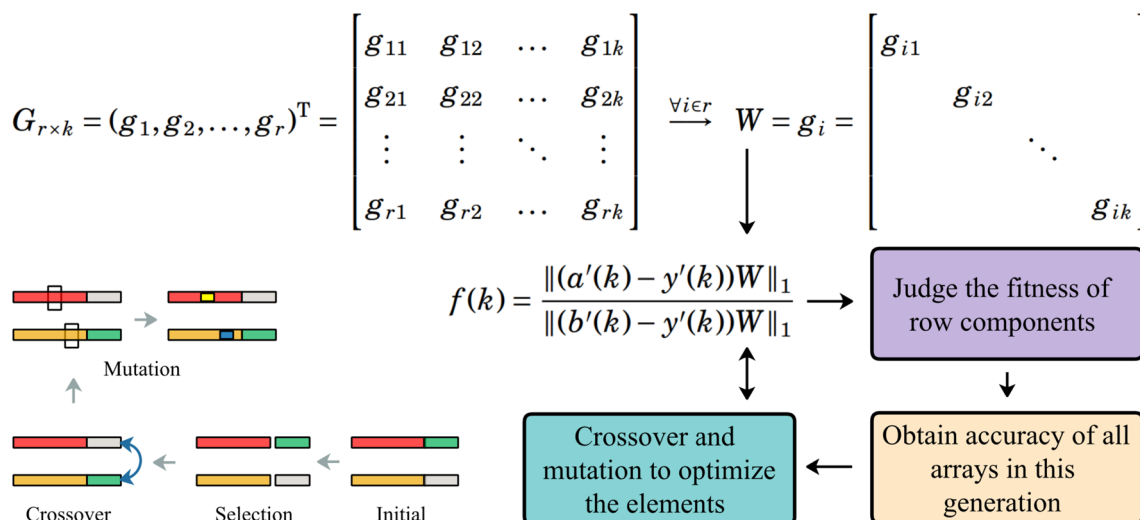 G_{r×k} = (g_1, g_2, ..., g_r)^T = [g_{11} g_{12} ... g_{1k}; g_{21} g_{22} ... g_{2k}; ⋮ ⋮ ⋱ ⋮; g_{r1} g_{r2} ... g_{rk}] \xrightarrow{∀i∈r} W = g_i = [g_{i1} g_{i2} ⋱ g_{ik}]
f(k) = ‖(a′(k) − y′(k))W‖_1 / ‖(b′(k) − y′(k))W‖_1
Judge the fitness of
row components
Mutation
Crossover and
mutation to optimize
the elements
Obtain accuracy of all
arrays in this
generation
Crossover
Selection
Initial